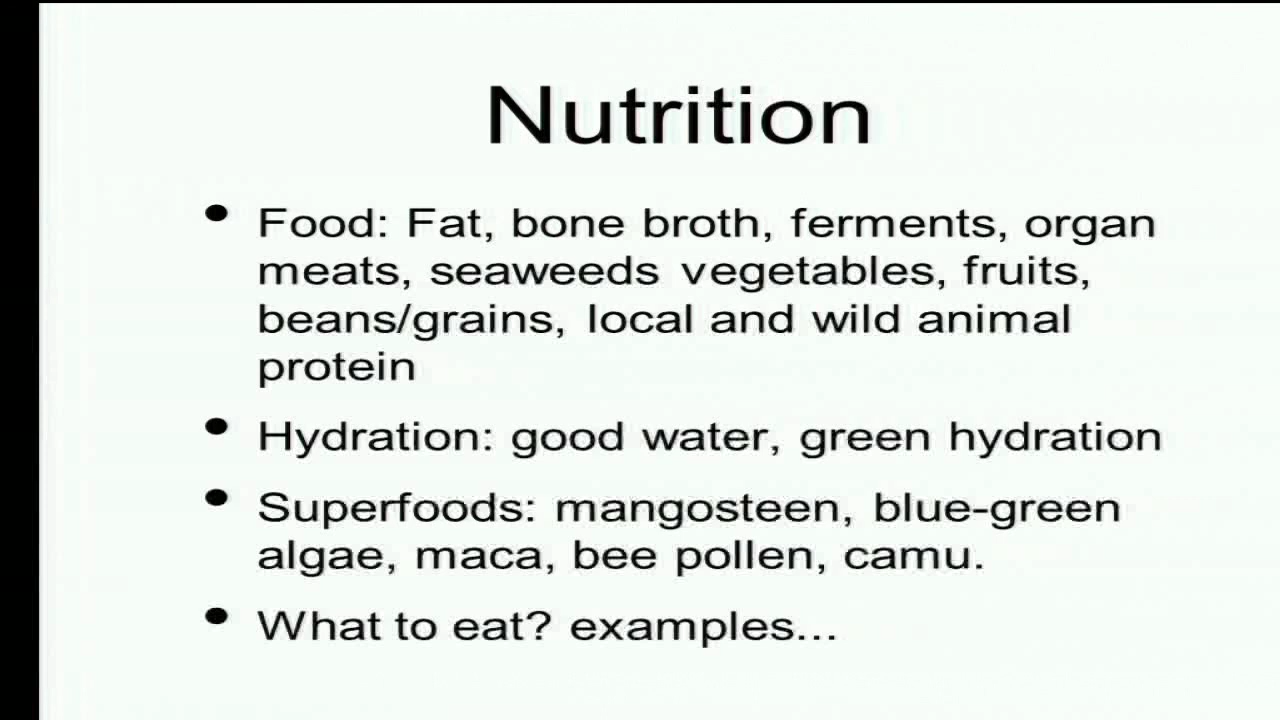 Nutrition
• Food: Fat, bone broth, ferments, organ
meats, seaweeds vegetables, fruits,
beans/grains, local and wild animal
protein
• Hydration: good water, green hydration
• Superfoods: mangosteen, blue-green
algae, maca, bee pollen, camu.
• What to eat? examples...